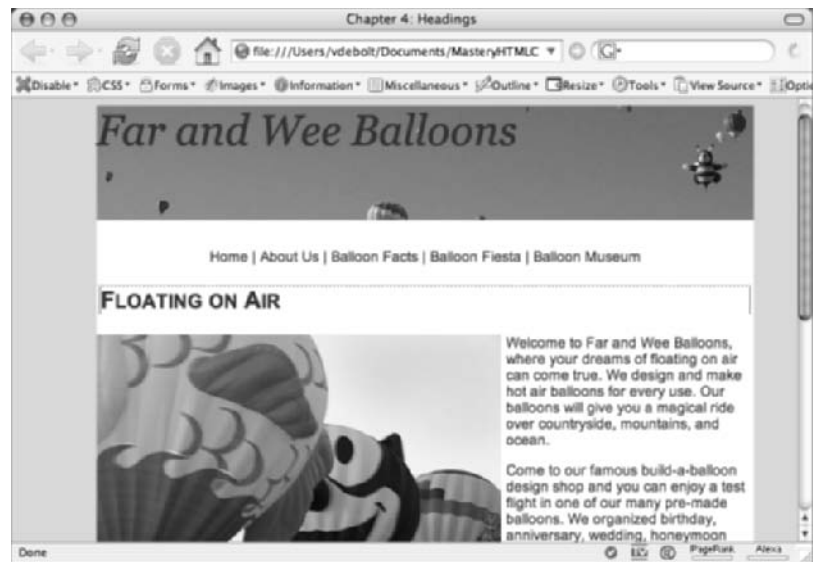 Chapter 4: Headings
file:///Users/vdebolt/Documents/MasteryHTMLC
Disable CSS Forms Images Information Miscellaneous Outline Resize Tools View Source Optic
Far and Wee Balloons
Home | About Us | Balloon Facts | Balloon Fiesta | Balloon Museum
FLOATING ON AIR
Welcome to Far and Wee Balloons,
where your dreams of floating on air
can come true. We design and make
hot air balloons for every use. Our
balloons will give you a magical ride
over countryside, mountains, and
ocean.
Come to our famous build-a-balloon
design shop and you can enjoy a test
flight in one of our many pre-made
balloons. We organized birthday,
anniversary, wedding, honeymoon
Done PageRank Alexa